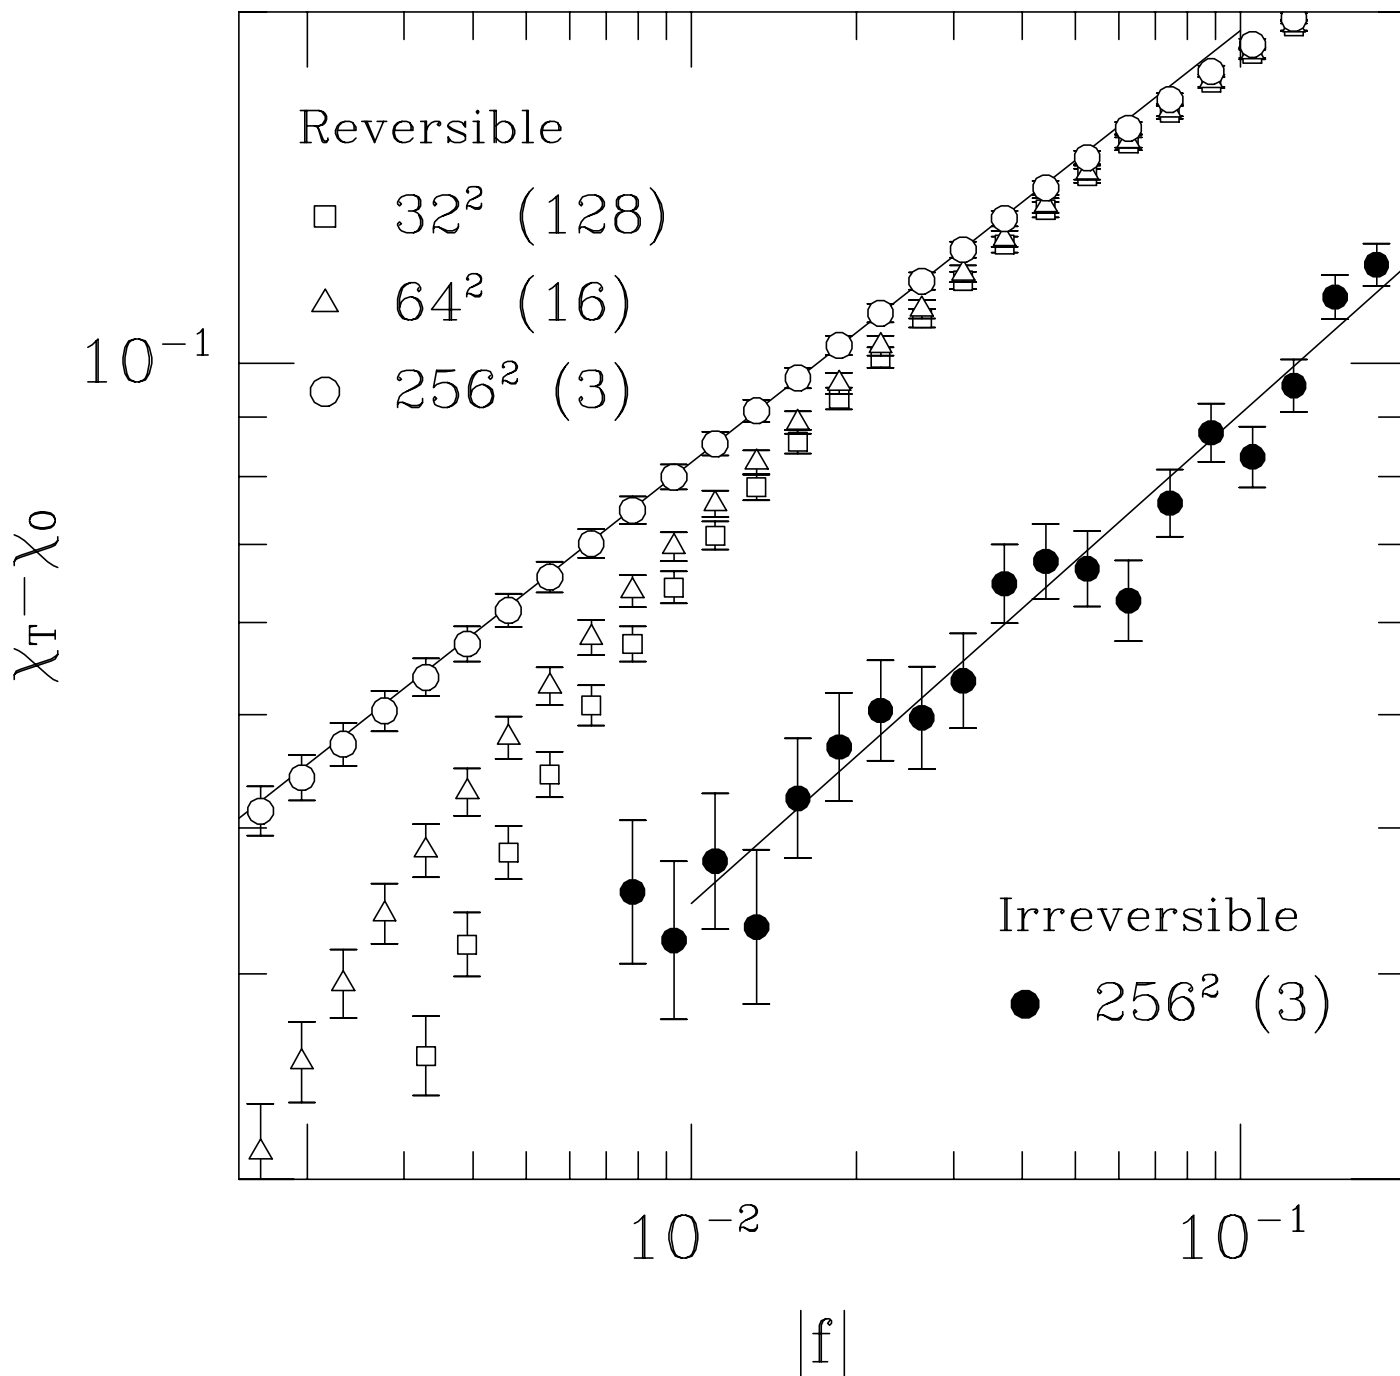 Reversible
32² (128)
64² (16)
256² (3)
10⁻¹
χT−χ0
Irreversible
256² (3)
10⁻² 10⁻¹
|f|